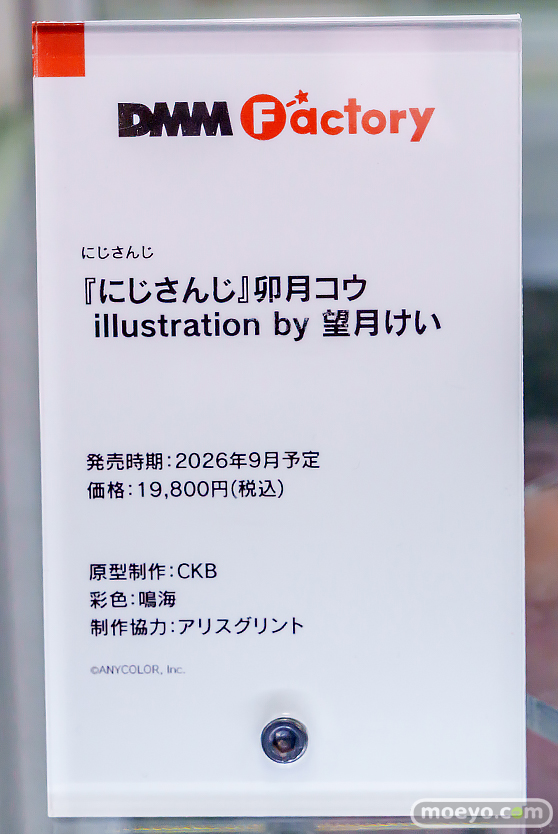 DMM Factory
にじさんじ
『にじさんじ』卯月コウ
illustration by 望月けい
発売時期：2026年9月予定
価格：19,800円(税込)
原型制作：CKB
彩色：鳴海
制作協力：アリスグリント
©ANYCOLOR, Inc.
moeyo.com